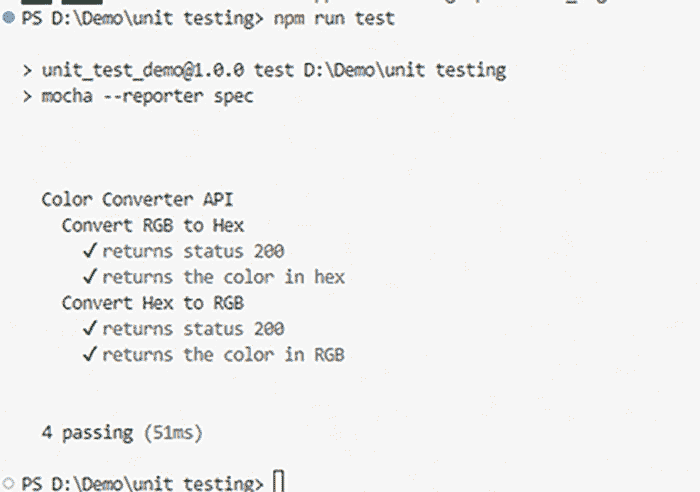 PS D:\Demo\unit testing> npm run test
> unit_test_demo@1.0.0 test D:\Demo\unit testing
> mocha --reporter spec
Color Converter API
Convert RGB to Hex
✓ returns status 200
✓ returns the color in hex
Convert Hex to RGB
✓ returns status 200
✓ returns the color in RGB
4 passing (51ms)
PS D:\Demo\unit testing>